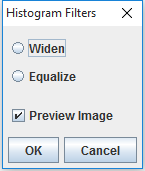 Histogram Filters
Widen
Equalize
Preview Image
OK
Cancel